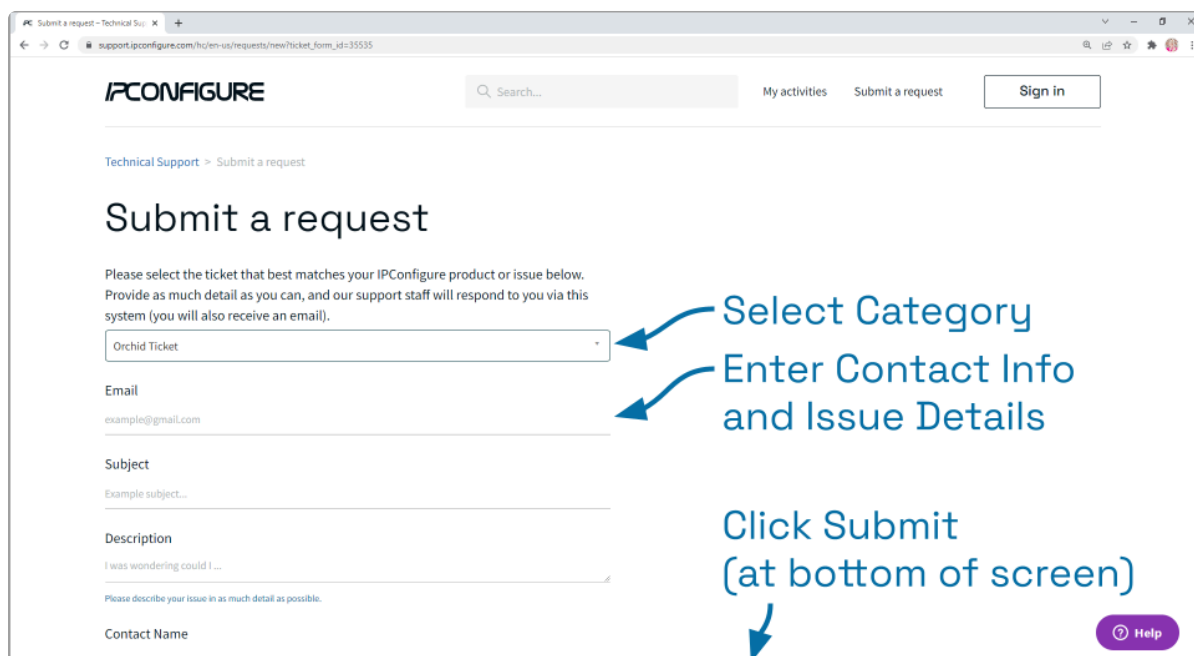 Submit a request – Technical Sup
support.ipconfigure.com/hc/en-us/requests/new?ticket_form_id=35535
IPCONFIGURE
Search...
My activities
Submit a request
Sign in
Technical Support > Submit a request
Submit a request
Please select the ticket that best matches your IPConfigure product or issue below.
Provide as much detail as you can, and our support staff will respond to you via this
system (you will also receive an email).
Orchid Ticket
Select Category
Email
example@gmail.com
Enter Contact Info
and Issue Details
Subject
Example subject...
Description
I was wondering could I ...
Please describe your issue in as much detail as possible.
Click Submit
(at bottom of screen)
Contact Name
Help